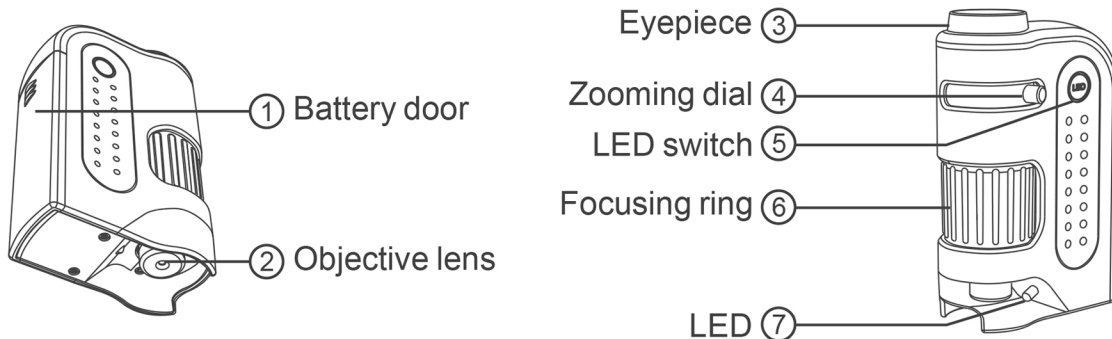 ① Battery door
② Objective lens
Eyepiece ③
Zooming dial ④
LED switch ⑤
Focusing ring ⑥
LED ⑦
LED